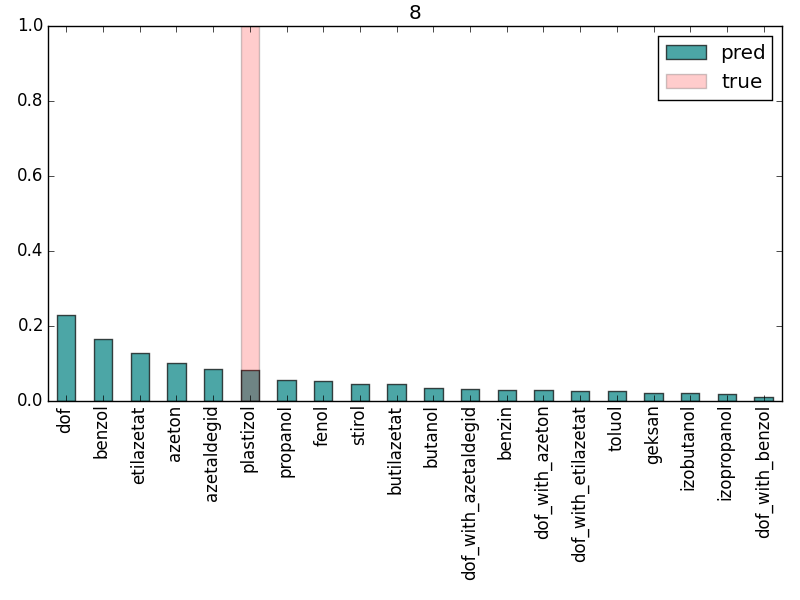 8
1.0
0.8
0.6
0.4
0.2
0.0
pred
true
dof
benzol
etilazetat
azeton
azetaldegid
plastizol
propanol
fenol
stirol
butilazetat
butanol
dof_with_azetaldegid
benzin
dof_with_azeton
dof_with_etilazetat
toluol
geksan
izobutanol
izopropanol
dof_with_benzol